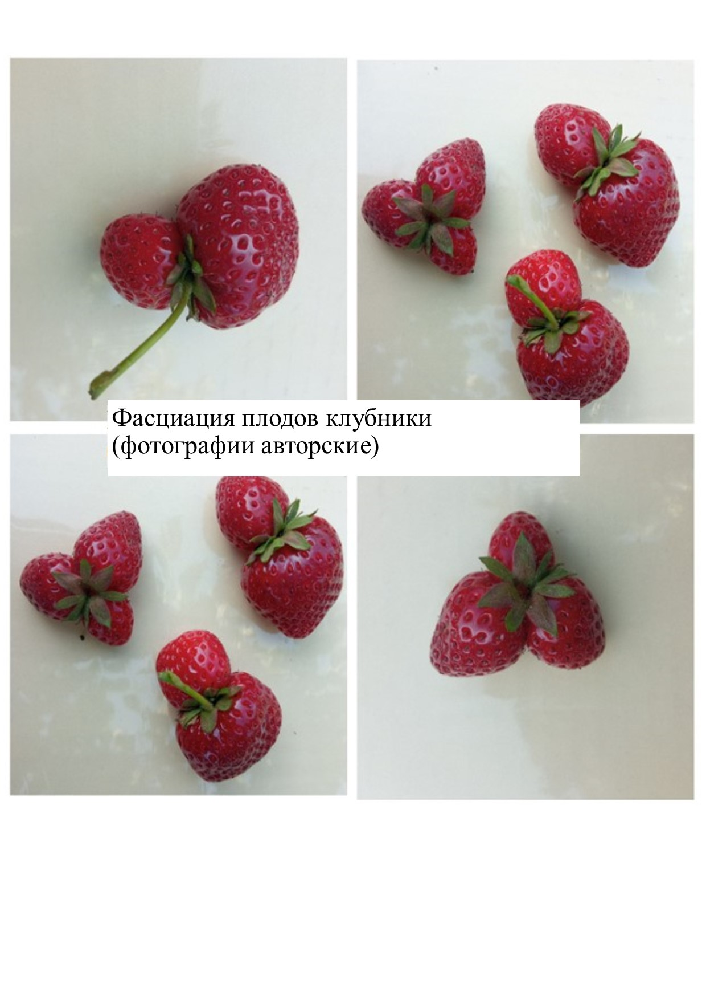 Фасциация плодов клубники
(фотографии авторские)